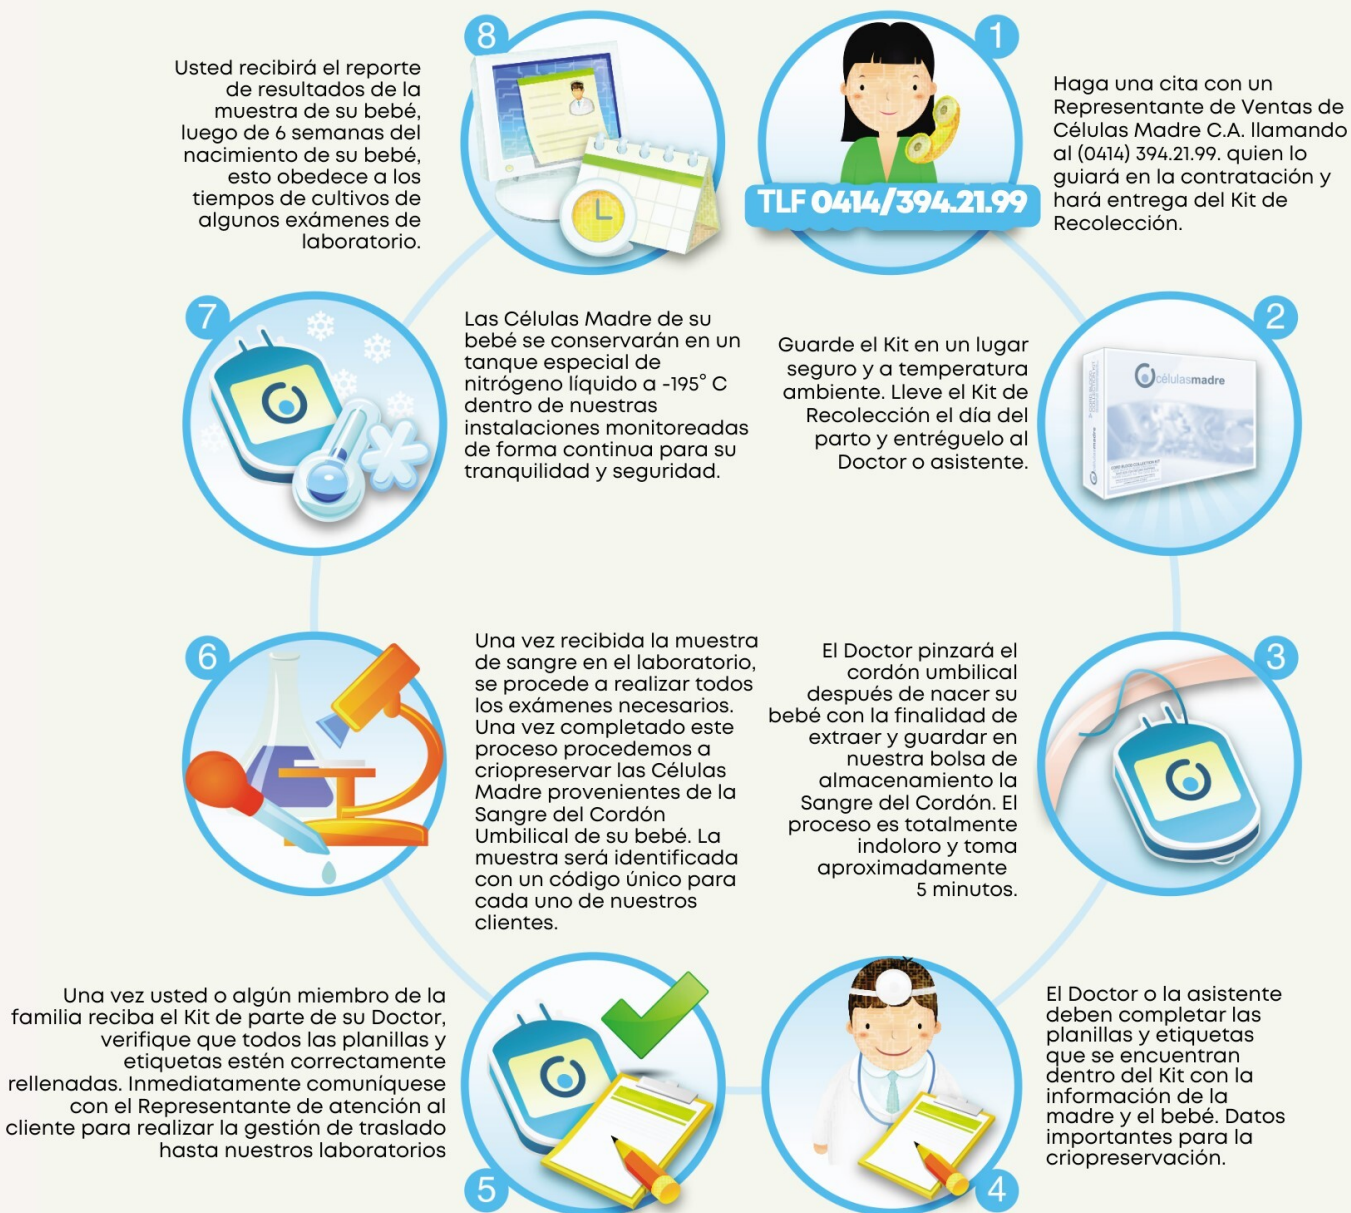 1
TLF 0414/394.21.99
Haga una cita con un
Representante de Ventas de
Células Madre C.A. llamando
al (0414) 394.21.99. quien lo
guiará en la contratación y
hará entrega del Kit de
Recolección.
2
célulasmadre
Guarde el Kit en un lugar
seguro y a temperatura
ambiente. Lleve el Kit de
Recolección el día del
parto y entréguelo al
Doctor o asistente.
3
El Doctor pinzará el
cordón umbilical
después de nacer su
bebé con la finalidad de
extraer y guardar en
nuestra bolsa de
almacenamiento la
Sangre del Cordón. El
proceso es totalmente
indoloro y toma
aproximadamente
5 minutos.
4
El Doctor o la asistente
deben completar las
planillas y etiquetas
que se encuentran
dentro del Kit con la
información de la
madre y el bebé. Datos
importantes para la
criopreservación.
5
Una vez usted o algún miembro de la
familia reciba el Kit de parte de su Doctor,
verifique que todos las planillas y
etiquetas estén correctamente
rellenadas. Inmediatamente comuníquese
con el Representante de atención al
cliente para realizar la gestión de traslado
hasta nuestros laboratorios
6
Una vez recibida la muestra
de sangre en el laboratorio,
se procede a realizar todos
los exámenes necesarios.
Una vez completado este
proceso procedemos a
criopreservar las Células
Madre provenientes de la
Sangre del Cordón
Umbilical de su bebé. La
muestra será identificada
con un código único para
cada uno de nuestros
clientes.
7
Las Células Madre de su
bebé se conservarán en un
tanque especial de
nitrógeno líquido a -195° C
dentro de nuestras
instalaciones monitoreadas
de forma continua para su
tranquilidad y seguridad.
8
Usted recibirá el reporte
de resultados de la
muestra de su bebé,
luego de 6 semanas del
nacimiento de su bebé,
esto obedece a los
tiempos de cultivos de
algunos exámenes de
laboratorio.